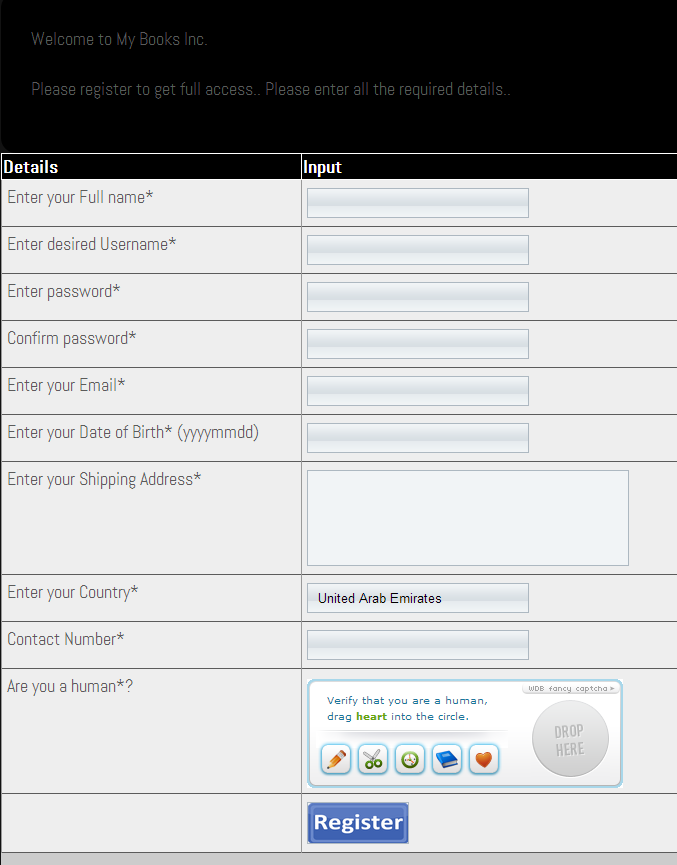 Welcome to My Books Inc.
Please register to get full access.. Please enter all the required details..
Details Input
Enter your Full name*
Enter desired Username*
Enter password*
Confirm password*
Enter your Email*
Enter your Date of Birth* (yyyymmdd)
Enter your Shipping Address*
Enter your Country* United Arab Emirates
Contact Number*
Are you a human*?
WDB fancy captcha >
Verify that you are a human,
drag heart into the circle.
DROP
HERE
Register